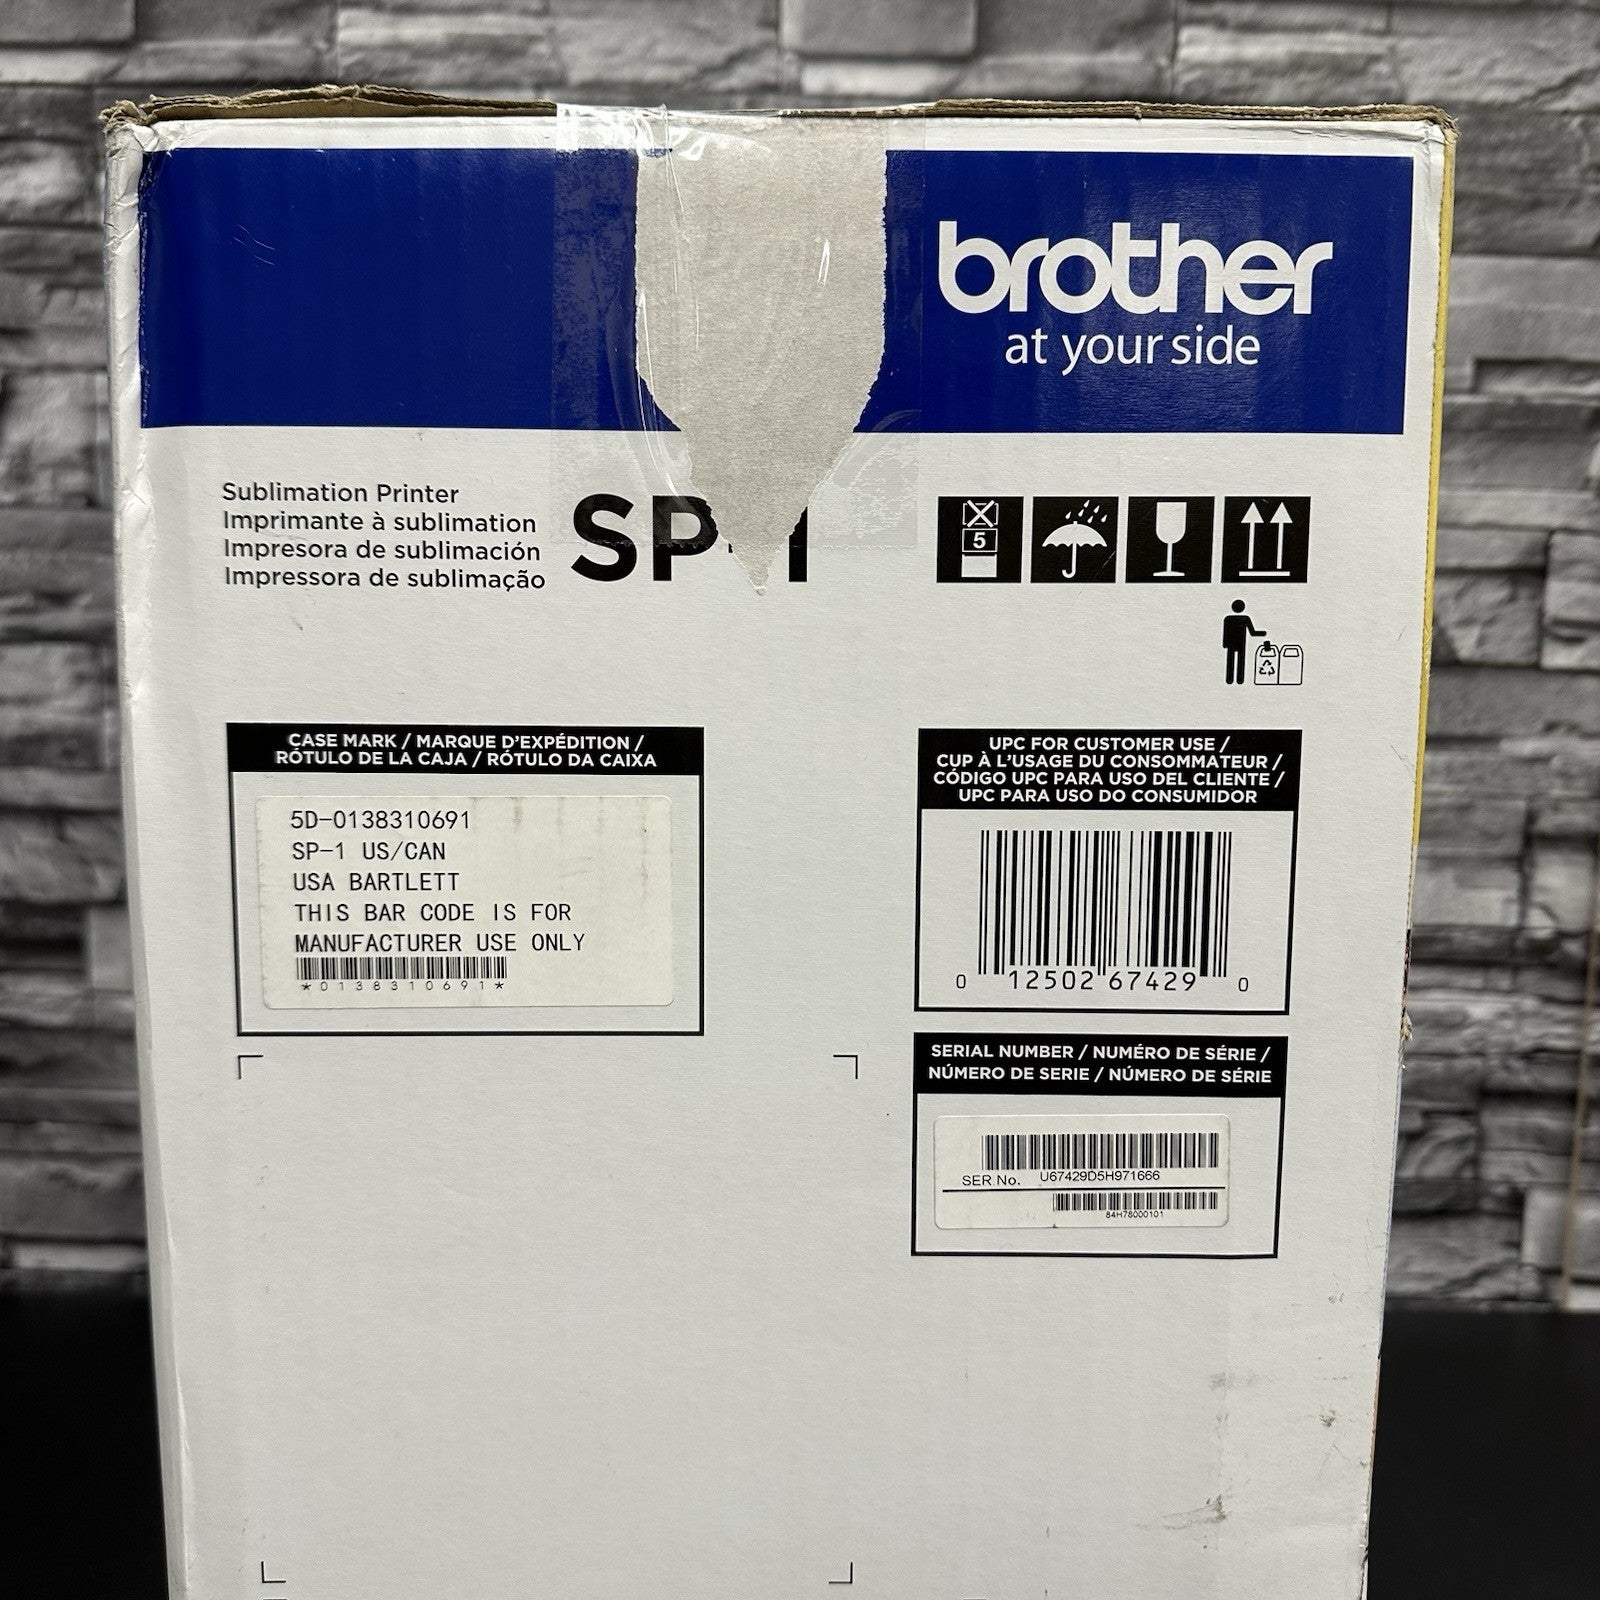 brother
at your side
Sublimation Printer
Imprimante à sublimation
Impresora de sublimación
Impressora de sublimação
SP-1
5
CASE MARK / MARQUE D'EXPÉDITION /
RÓTULO DE LA CAJA / RÓTULO DA CAIXA
5D-0138310691
SP-1 US/CAN
USA BARTLETT
THIS BAR CODE IS FOR
MANUFACTURER USE ONLY
*0138310691*
UPC FOR CUSTOMER USE /
CUP À L'USAGE DU CONSOMMATEUR /
CÓDIGO UPC PARA USO DEL CLIENTE /
UPC PARA USO DO CONSUMIDOR
0 12502 67429 0
SERIAL NUMBER / NUMÉRO DE SÉRIE /
NÚMERO DE SERIE / NÚMERO DE SÉRIE
SER.No. U67429D5H971666
84H78000101